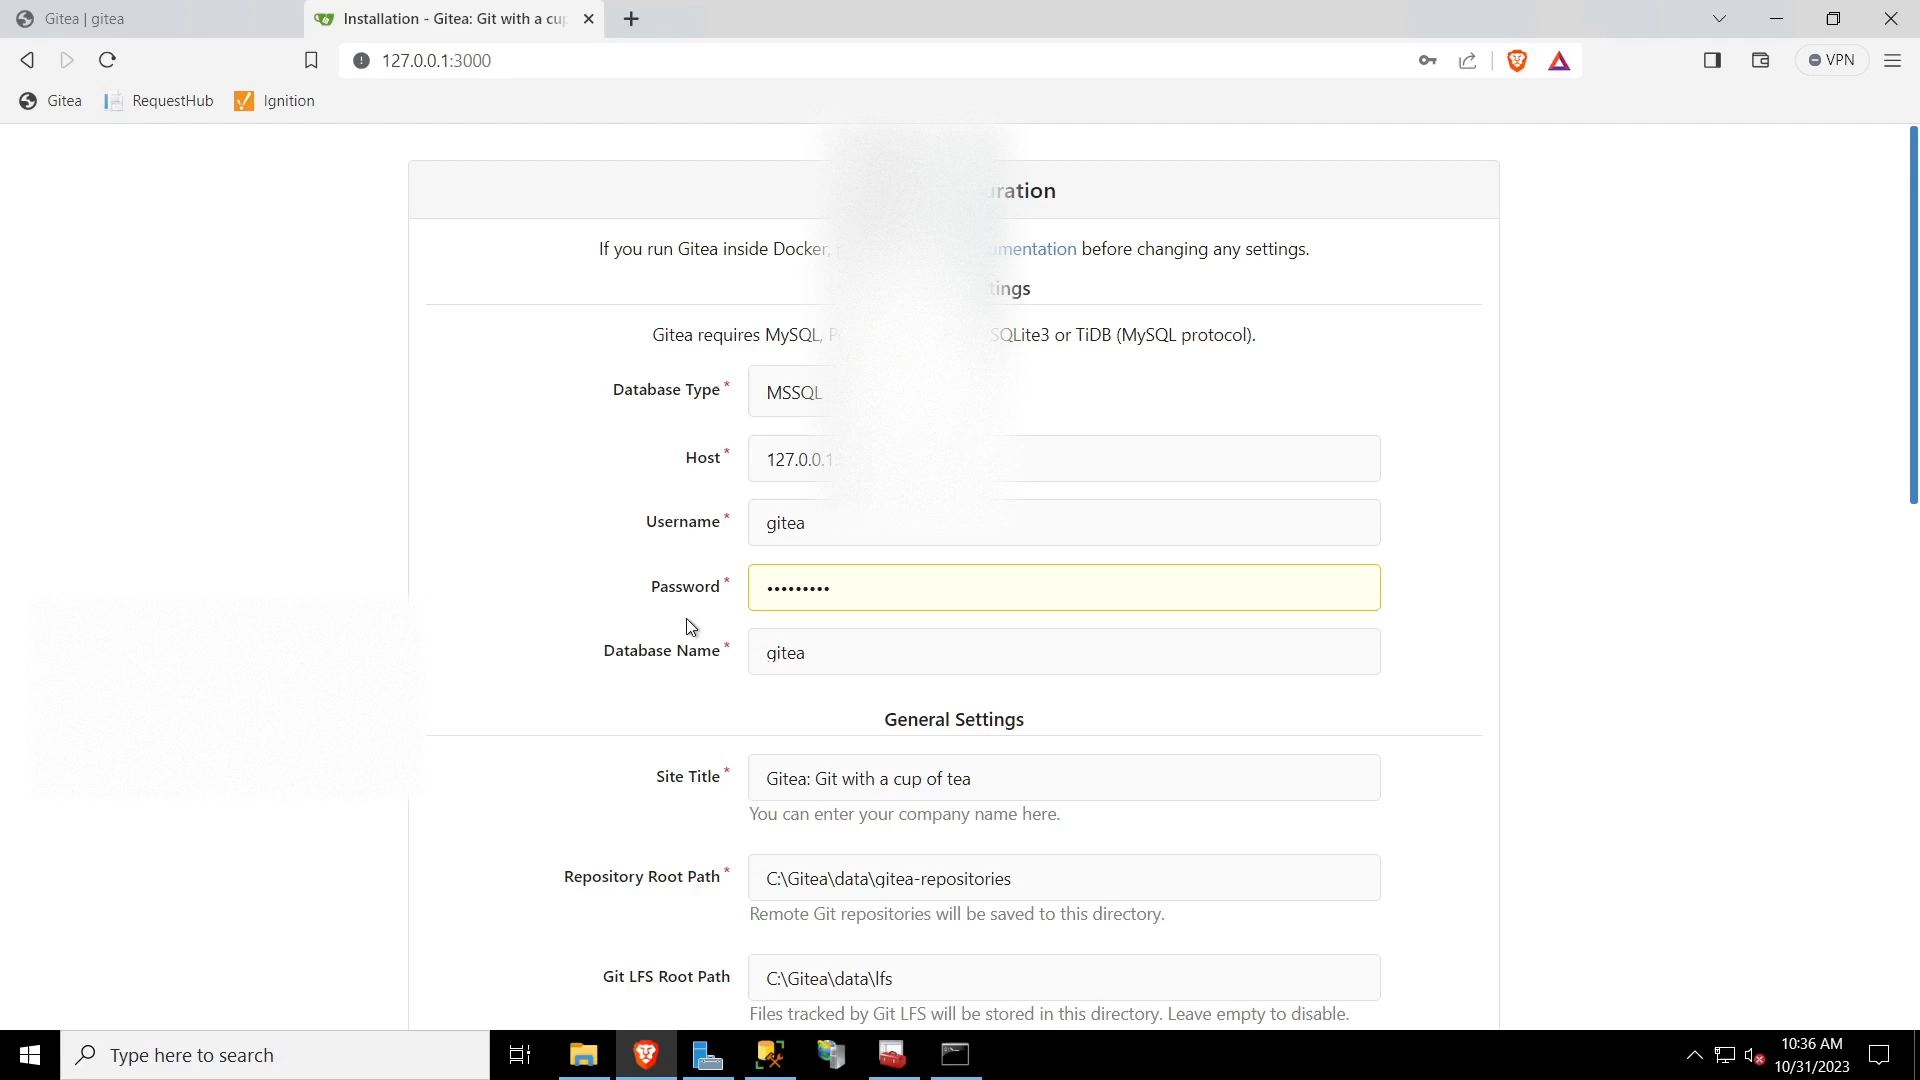 Gitea | gitea
Installation - Gitea: Git with a cu
127.0.0.1:3000
VPN
Gitea
RequestHub
Ignition
If you run Gitea inside Docker, before changing any settings.
Gitea requires MySQL, SQLite3 or TiDB (MySQL protocol).
Database Type *
MSSQL
Host *
127.0.0.1:
Username *
gitea
Password *
•••••••••
Database Name *
gitea
General Settings
Site Title *
Gitea: Git with a cup of tea
You can enter your company name here.
Repository Root Path *
C:\Gitea\data\gitea-repositories
Remote Git repositories will be saved to this directory.
Git LFS Root Path
C:\Gitea\data\lfs
Files tracked by Git LFS will be stored in this directory. Leave empty to disable.
Type here to search
10:36 AM
10/31/2023